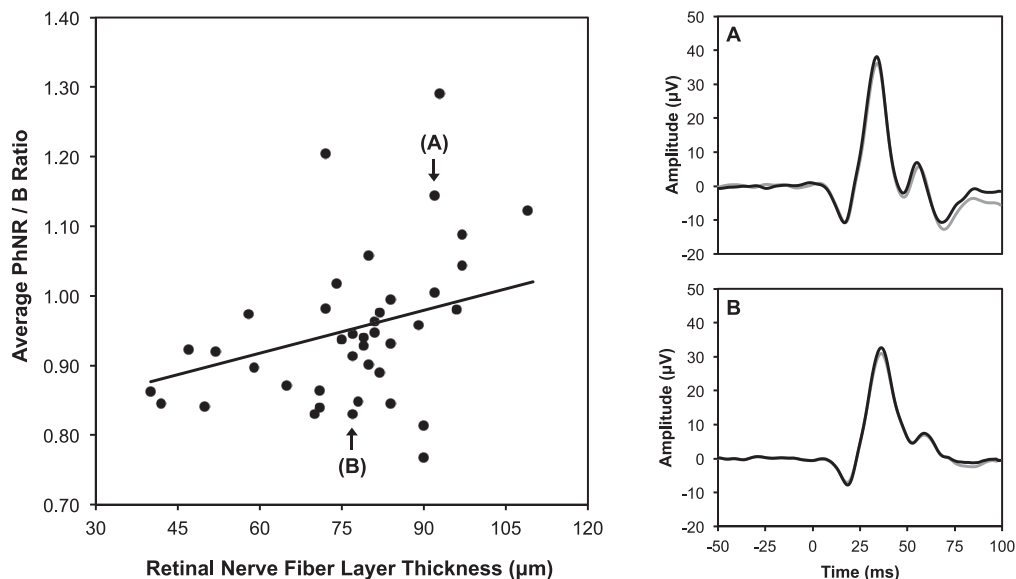 1.40
1.30
1.20
1.10
1.00
0.90
0.80
0.70
Average PhNR / B Ratio
(A)
(B)
30 45 60 75 90 105 120
Retinal Nerve Fiber Layer Thickness (µm)
A
50
40
30
20
10
0
-10
-20
Amplitude (µV)
B
50
40
30
20
10
0
-10
-20
Amplitude (µV)
-50 -25 0 25 50 75 100
Time (ms)